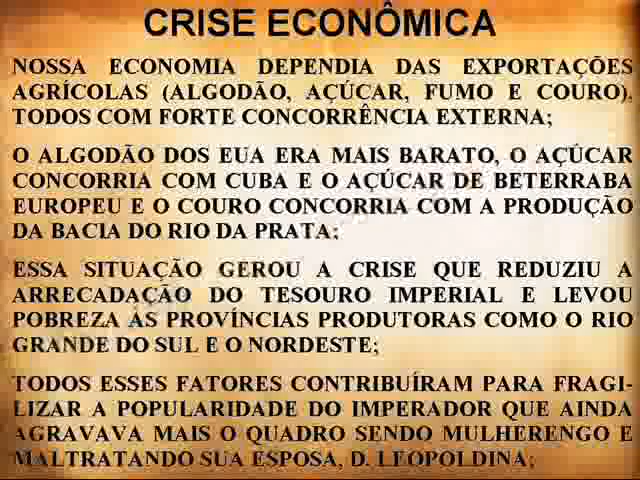 CRISE ECONÔMICA
NOSSA ECONOMIA DEPENDIA DAS EXPORTAÇÕES
AGRÍCOLAS (ALGODÃO, AÇÚCAR, FUMO E COURO),
TODOS COM FORTE CONCORRÊNCIA EXTERNA;
O ALGODÃO DOS EUA ERA MAIS BARATO, O AÇÚCAR
CONCORRIA COM CUBA E O AÇÚCAR DE BETERRABA
EUROPEU E O COURO CONCORRIA COM A PRODUÇÃO
DA BACIA DO RIO DA PRATA;
ESSA SITUAÇÃO GEROU A CRISE QUE REDUZIU A
ARRECADAÇÃO DO TESOURO IMPERIAL E LEVOU
POBREZA ÁS PROVÍNCIAS PRODUTORAS COMO O RIO
GRANDE DO SUL E O NORDESTE;
TODOS ESSES FATORES CONTRIBUÍRAM PARA FRAGI-
LIZAR A POPULARIDADE DO IMPERADOR QUE AINDA
AGRAVAVA MAIS O QUADRO SENDO MULHERENGO E
MALTRATANDO SUA ESPOSA, D. LEOPOLDINA;